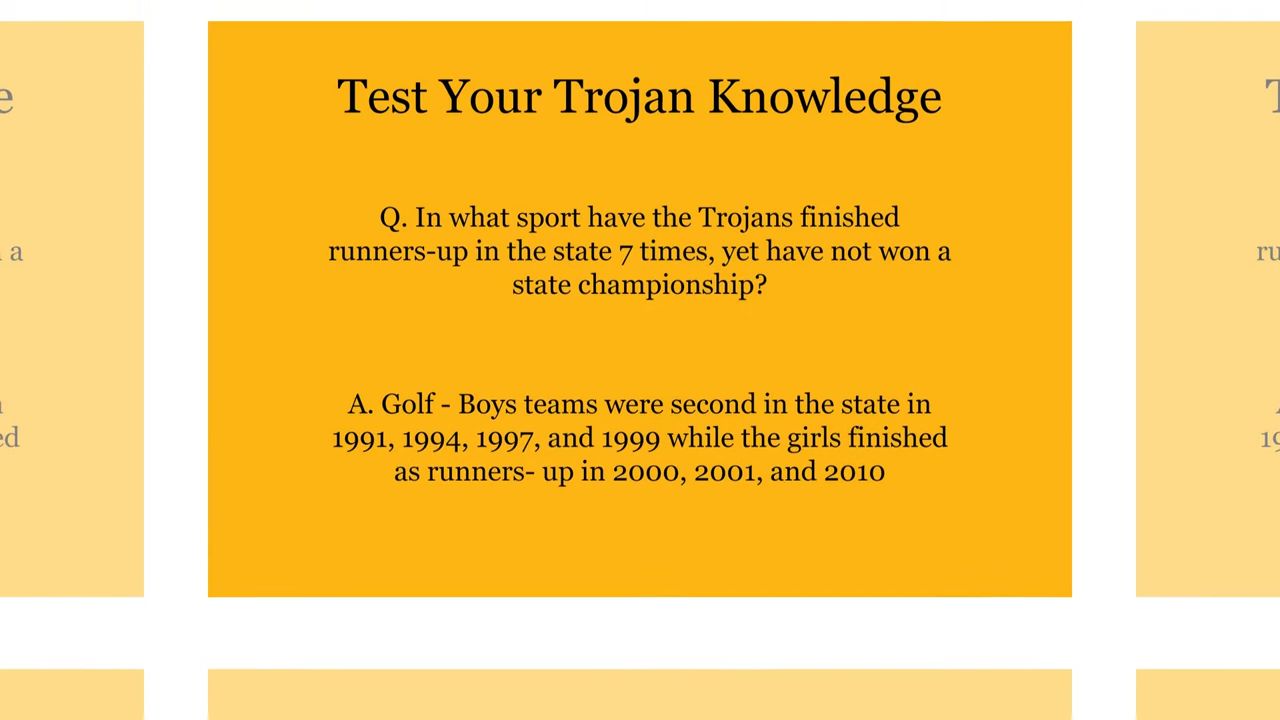 Test Your Trojan Knowledge
Q. In what sport have the Trojans finished
runners-up in the state 7 times, yet have not won a
state championship?
A. Golf - Boys teams were second in the state in
1991, 1994, 1997, and 1999 while the girls finished
as runners- up in 2000, 2001, and 2010